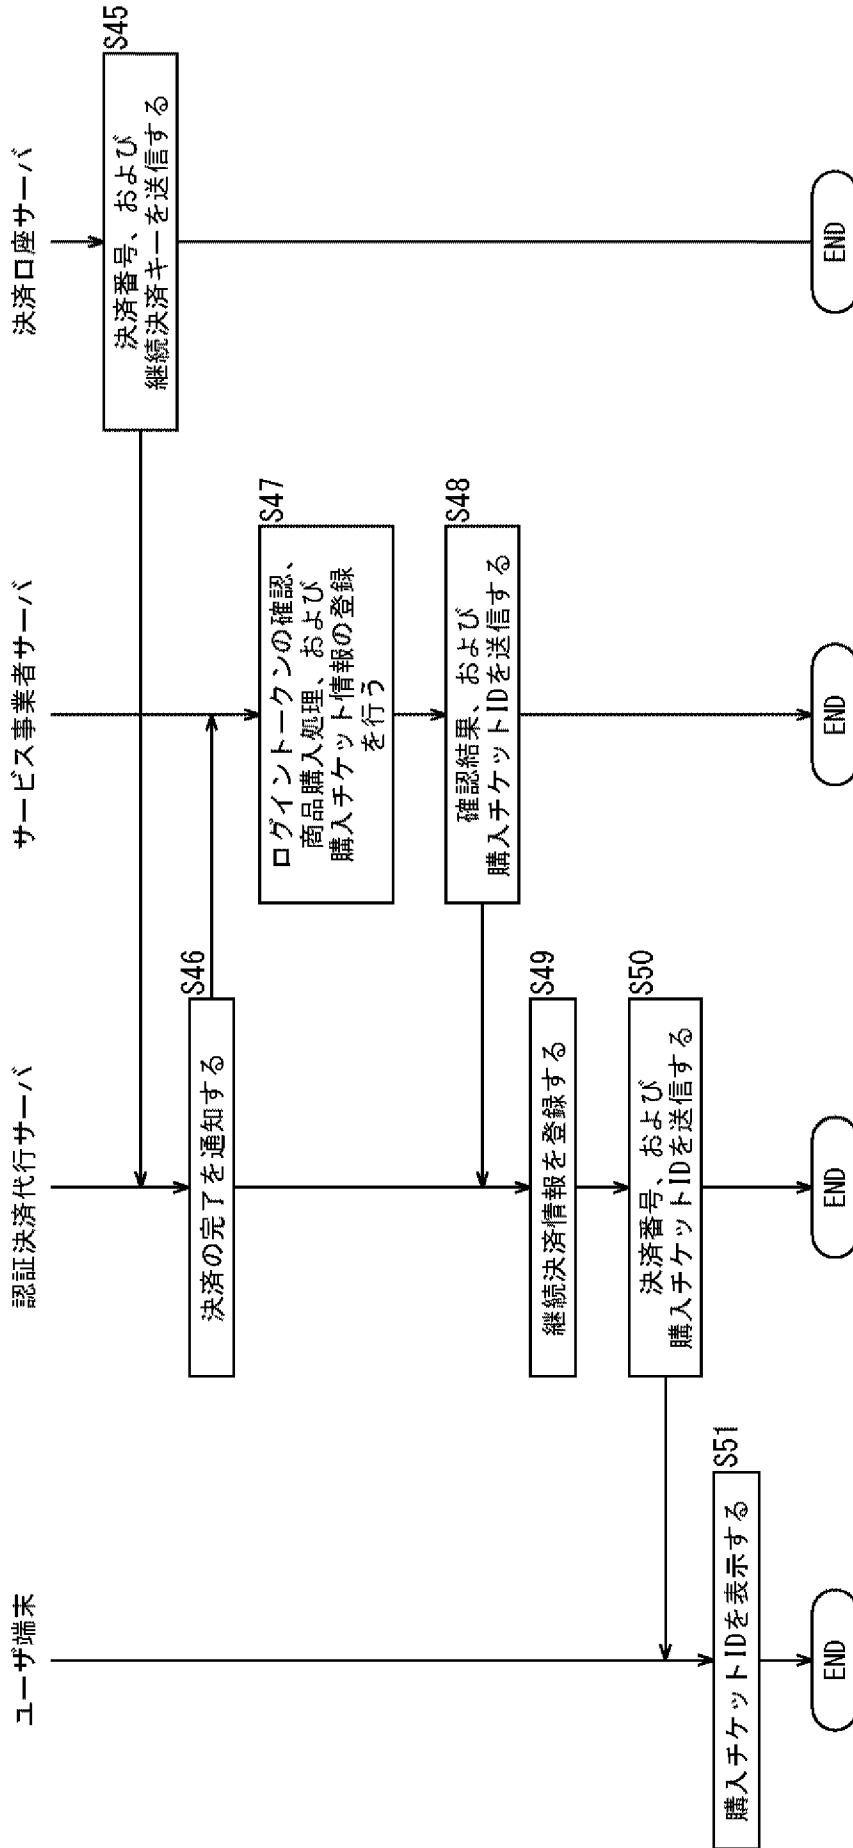 ユーザ端末
認証決済代行サーバ
サービス事業者サーバ
決済口座サーバ
S45
決済番号、および
継続決済キーを送信する
S46
決済の完了を通知する
S47
ログイントークンの確認、
商品購入処理、および
購入チケット情報の登録
を行う
S48
確認結果、および
購入チケットIDを送信する
S49
継続決済情報を登録する
S50
決済番号、および
購入チケットIDを送信する
S51
購入チケットIDを表示する
END
END
END
END